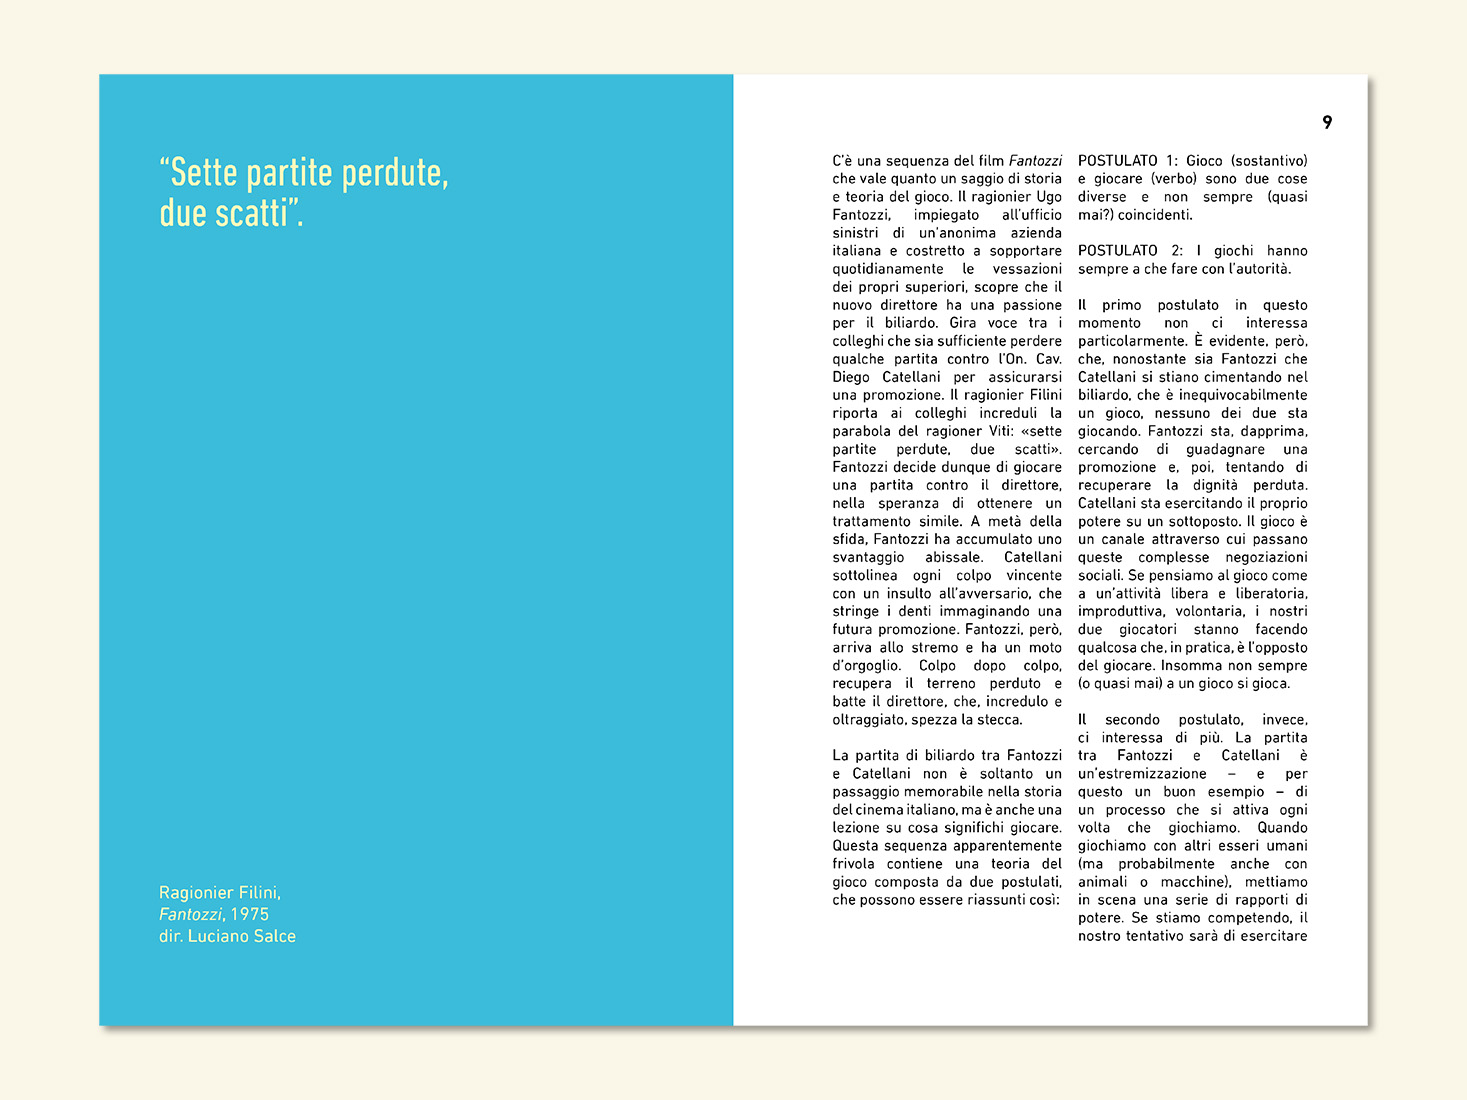 “Sette partite perdute,
due scatti”.
Ragionier Filini,
Fantozzi, 1975
dir. Luciano Salce
9
C’è una sequenza del film Fantozzi
che vale quanto un saggio di storia
e teoria del gioco. Il ragionier Ugo
Fantozzi, impiegato all’ufficio
sinistri di un’anonima azienda
italiana e costretto a sopportare
quotidianamente le vessazioni
dei propri superiori, scopre che il
nuovo direttore ha una passione
per il biliardo. Gira voce tra i
colleghi che sia sufficiente perdere
qualche partita contro l’On. Cav.
Diego Catellani per assicurarsi
una promozione. Il ragionier Filini
riporta ai colleghi increduli la
parabola del ragioner Viti: «sette
partite perdute, due scatti».
Fantozzi decide dunque di giocare
una partita contro il direttore,
nella speranza di ottenere un
trattamento simile. A metà della
sfida, Fantozzi ha accumulato uno
svantaggio abissale. Catellani
sottolinea ogni colpo vincente
con un insulto all’avversario, che
stringe i denti immaginando una
futura promozione. Fantozzi, però,
arriva allo stremo e ha un moto
d’orgoglio. Colpo dopo colpo,
recupera il terreno perduto e
batte il direttore, che, incredulo e
oltraggiato, spezza la stecca.
La partita di biliardo tra Fantozzi
e Catellani non è soltanto un
passaggio memorabile nella storia
del cinema italiano, ma è anche una
lezione su cosa significhi giocare.
Questa sequenza apparentemente
frivola contiene una teoria del
gioco composta da due postulati,
che possono essere riassunti così:
POSTULATO 1: Gioco (sostantivo)
e giocare (verbo) sono due cose
diverse e non sempre (quasi
mai?) coincidenti.
POSTULATO 2: I giochi hanno
sempre a che fare con l’autorità.
Il primo postulato in questo
momento non ci interessa
particolarmente. È evidente, però,
che, nonostante sia Fantozzi che
Catellani si stiano cimentando nel
biliardo, che è inequivocabilmente
un gioco, nessuno dei due sta
giocando. Fantozzi sta, dapprima,
cercando di guadagnare una
promozione e, poi, tentando di
recuperare la dignità perduta.
Catellani sta esercitando il proprio
potere su un sottoposto. Il gioco è
un canale attraverso cui passano
queste complesse negoziazioni
sociali. Se pensiamo al gioco come
a un’attività libera e liberatoria,
improduttiva, volontaria, i nostri
due giocatori stanno facendo
qualcosa che, in pratica, è l’opposto
del giocare. Insomma non sempre
(o quasi mai) a un gioco si gioca.
Il secondo postulato, invece,
ci interessa di più. La partita
tra Fantozzi e Catellani è
un’estremizzazione – e per
questo un buon esempio – di
un processo che si attiva ogni
volta che giochiamo. Quando
giochiamo con altri esseri umani
(ma probabilmente anche con
animali o macchine), mettiamo
in scena una serie di rapporti di
potere. Se stiamo competendo, il
nostro tentativo sarà di esercitare